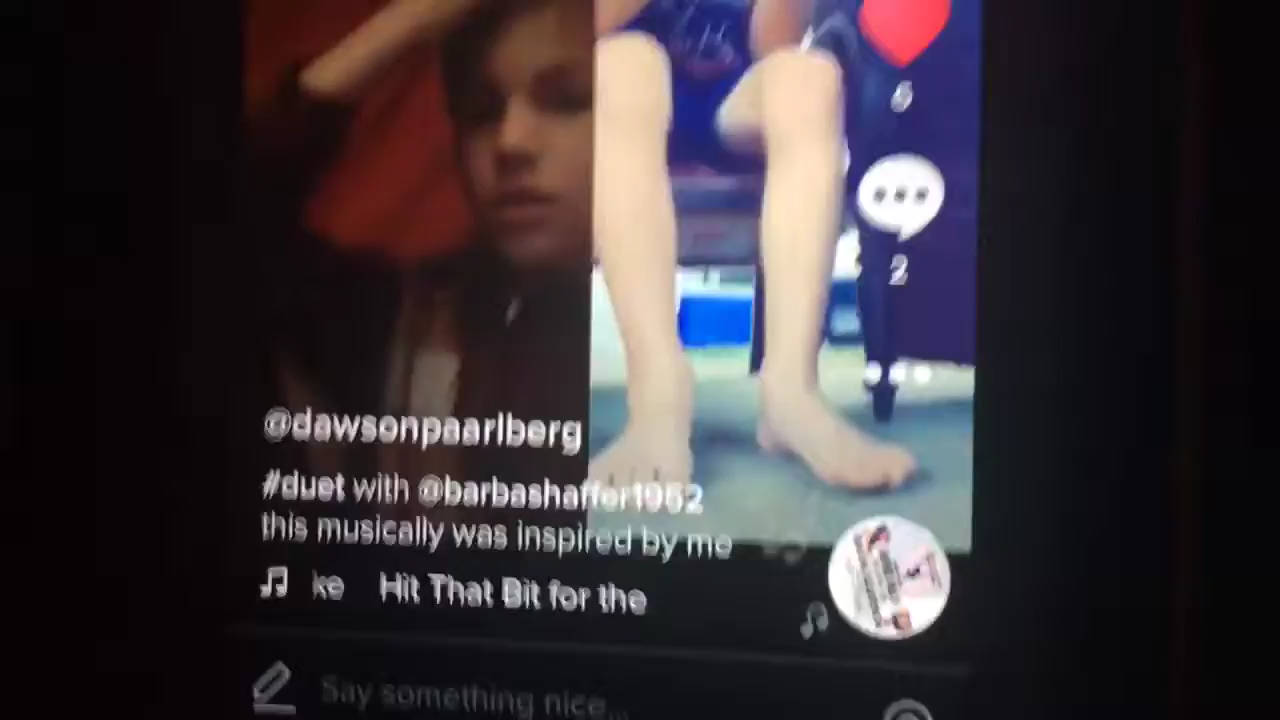 6
2
@dawsonpaarlberg
#duet with @barbashaffer1952
this musically was inspired by me
ke Hit That Bit for the
Say something nice...